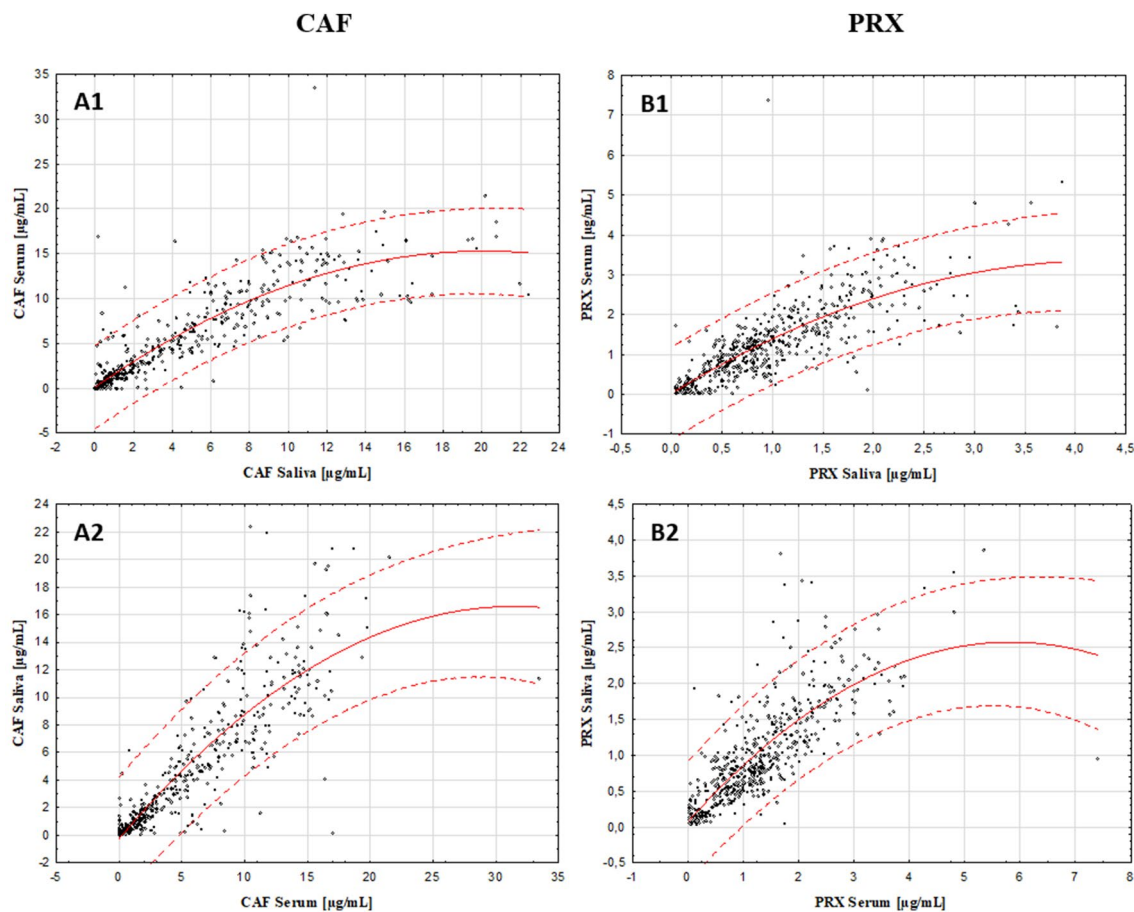 CAF
PRX
A1
35
30
25
20
15
10
5
0
-5
-2 0 2 4 6 8 10 12 14 16 18 20 22 24
CAF Serum [µg/mL]
CAF Saliva [µg/mL]
B1
8
7
6
5
4
3
2
1
0
-1
-0,5 0,0 0,5 1,0 1,5 2,0 2,5 3,0 3,5 4,0 4,5
PRX Serum [µg/mL]
PRX Saliva [µg/mL]
A2
24
22
20
18
16
14
12
10
8
6
4
2
0
-2
-5 0 5 10 15 20 25 30 35
CAF Saliva [µg/mL]
CAF Serum [µg/mL]
B2
4,5
4,0
3,5
3,0
2,5
2,0
1,5
1,0
0,5
0,0
-0,5
-1 0 1 2 3 4 5 6 7 8
PRX Saliva [µg/mL]
PRX Serum [µg/mL]